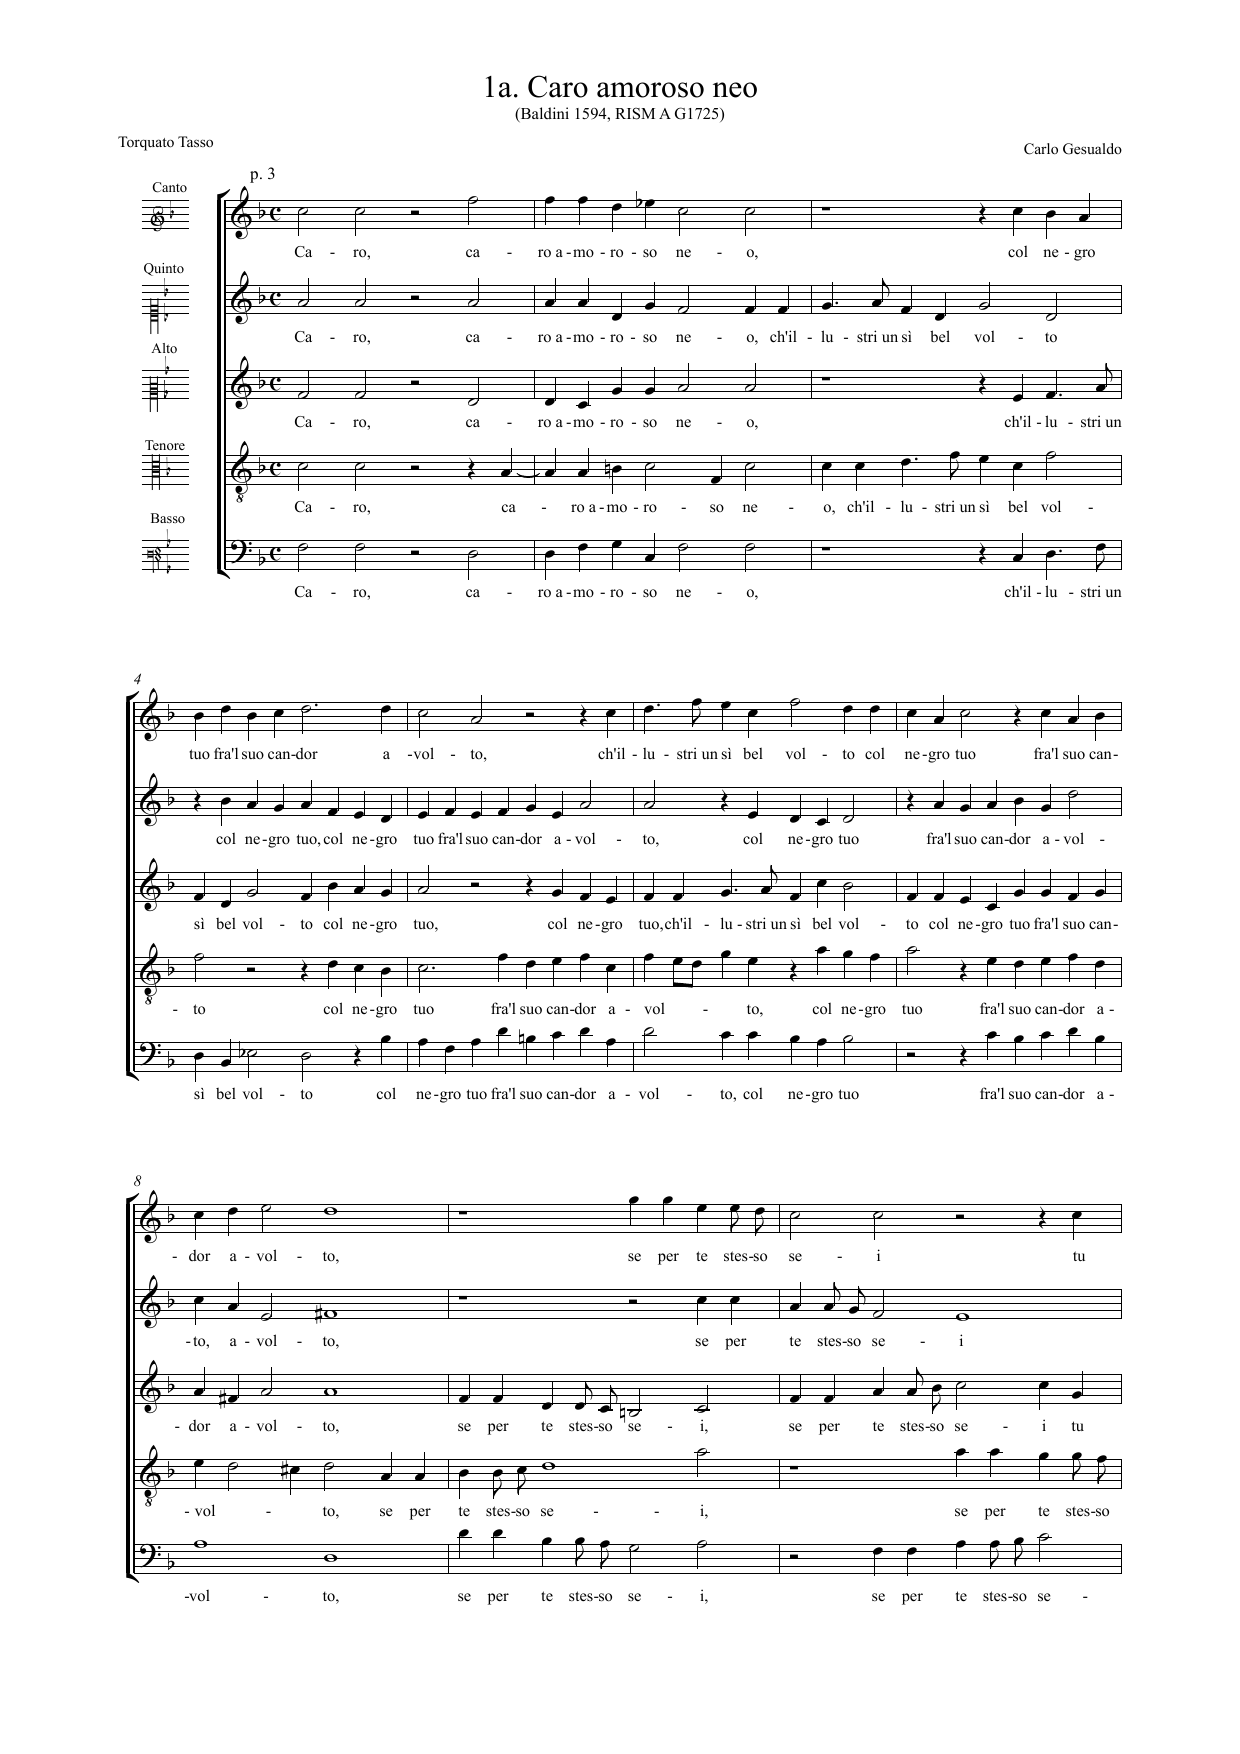 1a. Caro amoroso neo
(Baldini 1594, RISM A G1725)
Torquato Tasso
Carlo Gesualdo
p. 3
Canto
Ca - ro, ca - ro a - mo - ro - so ne - o, col ne - gro
Quinto
Ca - ro, ca - ro a - mo - ro - so ne - o, ch'il - lu - stri un sì bel vol - to
Alto
Ca - ro, ca - ro a - mo - ro - so ne - o, ch'il - lu - stri un
Tenore
8
Ca - ro, ca - ro a - mo - ro - so ne - o, ch'il - lu - stri un sì bel vol -
Basso
Ca - ro, ca - ro a - mo - ro - so ne - o, ch'il - lu - stri un
4
tuo fra'l suo can - dor a - vol - to, ch'il - lu - stri un sì bel vol - to col ne - gro tuo fra'l suo can -
col ne - gro tuo, col ne - gro tuo fra'l suo can - dor a - vol - to, col ne - gro tuo fra'l suo can - dor a - vol -
sì bel vol - to col ne - gro tuo, col ne - gro tuo, ch'il - lu - stri un sì bel vol - to col ne - gro tuo fra'l suo can -
8
- to col ne - gro tuo fra'l suo can - dor a - vol - to, col ne - gro tuo fra'l suo can - dor a -
sì bel vol - to col ne - gro tuo fra'l suo can - dor a - vol - to, col ne - gro tuo fra'l suo can - dor a -
8
- dor a - vol - to, se per te stes - so se - i tu
- to, a - vol - to, se per te stes - so se - i
- dor a - vol - to, se per te stes - so se - i, se per te stes - so se - i tu
8
- vol - to, se per te stes - so se - - i, se per te stes - so
- vol - to, se per te stes - so se - i, se per te stes - so se -